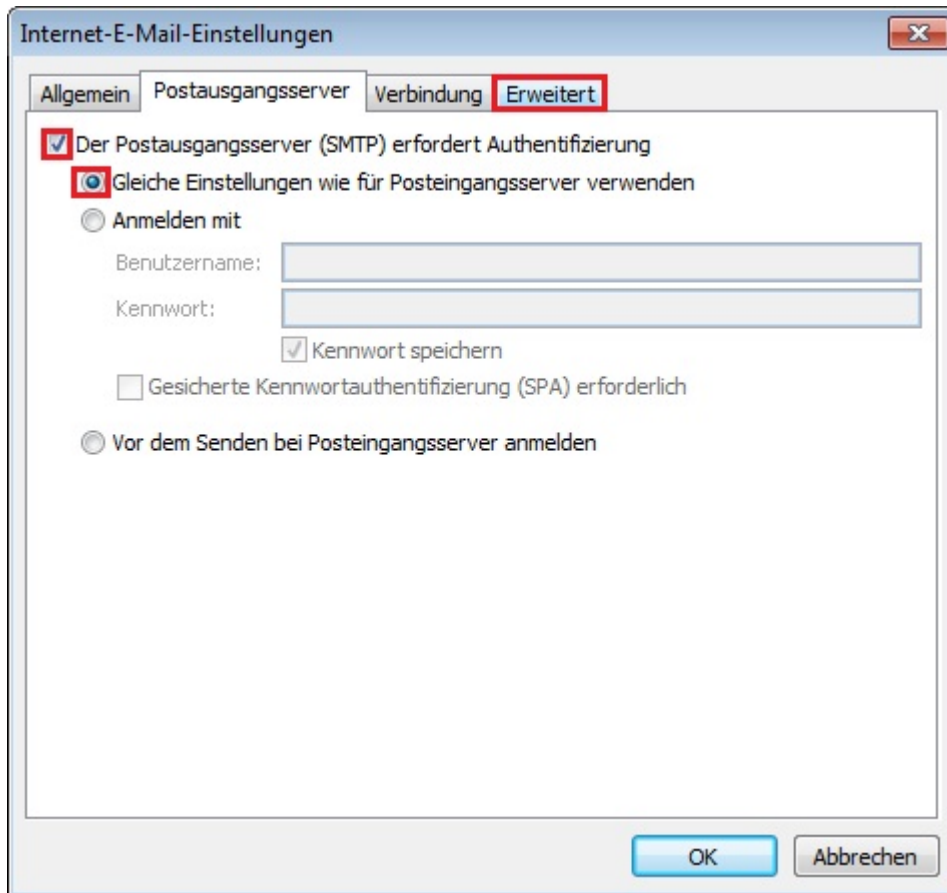 Internet-E-Mail-Einstellungen
Allgemein Postausgangsserver Verbindung Erweitert
Der Postausgangsserver (SMTP) erfordert Authentifizierung
Gleiche Einstellungen wie für Posteingangsserver verwenden
Anmelden mit
Benutzername:
Kennwort:
Kennwort speichern
Gesicherte Kennwortauthentifizierung (SPA) erforderlich
Vor dem Senden bei Posteingangsserver anmelden
OK Abbrechen